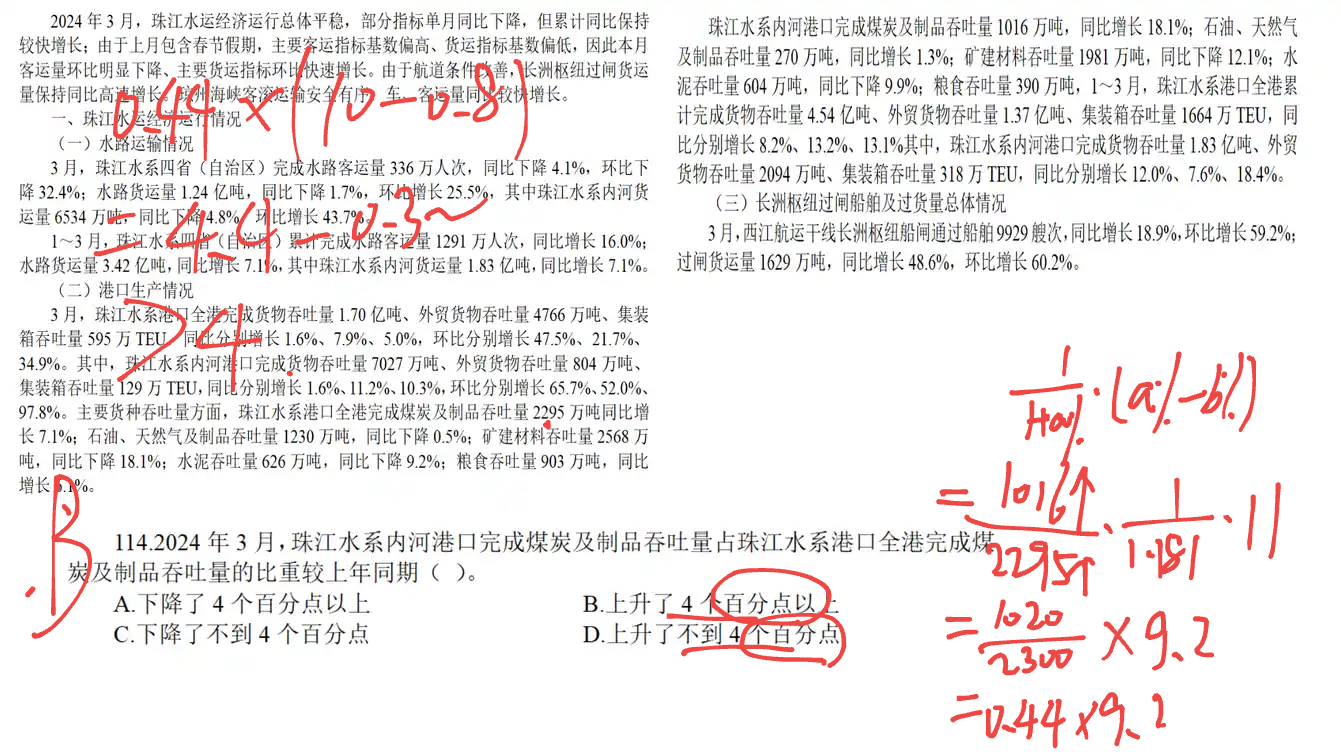 2024 年 3 月，珠江水运经济运行总体平稳，部分指标单月同比下降，但累计同比保持
较快增长；由于上月包含春节假期，主要客运指标基数偏高、货运指标基数偏低，因此本月
客运量环比明显下降、主要货运指标环比快速增长。由于航道条件改善，长洲枢纽过闸货运
量保持同比高速增长。琼州海峡客滚运输安全有序，车、客运量同比较快增长。
一、珠江水运经济运行情况
（一）水路运输情况
3 月，珠江水系四省（自治区）完成水路客运量 336 万人次，同比下降 4.1%，环比下
降 32.4%；水路货运量 1.24 亿吨，同比下降 1.7%，环比增长 25.5%，其中珠江水系内河货
运量 6534 万吨，同比下降 4.8%，环比增长 43.7%。
1～3 月，珠江水系四省（自治区）累计完成水路客运量 1291 万人次，同比增长 16.0%；
水路货运量 3.42 亿吨，同比增长 7.1%，其中珠江水系内河货运量 1.83 亿吨，同比增长 7.1%。
（二）港口生产情况
3 月，珠江水系港口全港完成货物吞吐量 1.70 亿吨、外贸货物吞吐量 4766 万吨、集装
箱吞吐量 595 万 TEU，同比分别增长 1.6%、7.9%、5.0%，环比分别增长 47.5%、21.7%、
34.9%。其中，珠江水系内河港口完成货物吞吐量 7027 万吨、外贸货物吞吐量 804 万吨、
集装箱吞吐量 129 万 TEU，同比分别增长 1.6%、11.2%、10.3%，环比分别增长 65.7%、52.0%、
97.8%。主要货种吞吐量方面，珠江水系港口全港完成煤炭及制品吞吐量 2295 万吨同比增
长 7.1%；石油、天然气及制品吞吐量 1230 万吨，同比下降 0.5%；矿建材料吞吐量 2568 万
吨，同比下降 18.1%；水泥吞吐量 626 万吨，同比下降 9.2%；粮食吞吐量 903 万吨，同比
增长 6.1%。
珠江水系内河港口完成煤炭及制品吞吐量 1016 万吨，同比增长 18.1%；石油、天然气
及制品吞吐量 270 万吨，同比增长 1.3%；矿建材料吞吐量 1981 万吨，同比下降 12.1%；水
泥吞吐量 604 万吨，同比下降 9.9%；粮食吞吐量 390 万吨，1～3 月，珠江水系港口全港累
计完成货物吞吐量 4.54 亿吨、外贸货物吞吐量 1.37 亿吨、集装箱吞吐量 1664 万 TEU，同
比分别增长 8.2%、13.2%、13.1%其中，珠江水系内河港口完成货物吞吐量 1.83 亿吨、外贸
货物吞吐量 2094 万吨、集装箱吞吐量 318 万 TEU，同比分别增长 12.0%、7.6%、18.4%。
（三）长洲枢纽过闸船舶及过货量总体情况
3 月，西江航运干线长洲枢纽船闸通过船舶 9929 艘次，同比增长 18.9%，环比增长 59.2%；
过闸货运量 1629 万吨，同比增长 48.6%，环比增长 60.2%。
0.44×(10-0.8)
=4.4-0.3~
>4
B
114.2024 年 3 月，珠江水系内河港口完成煤炭及制品吞吐量占珠江水系港口全港完成煤
炭及制品吞吐量的比重较上年同期（ ）。
A.下降了 4 个百分点以上
B.上升了 4 个百分点以上
C.下降了不到 4 个百分点
D.上升了不到 4 个百分点
1/1+a%·(a%-b%)
=1016↑/2295↑·1/1.181·11
=1020/2300×9.2
=0.44×9.2